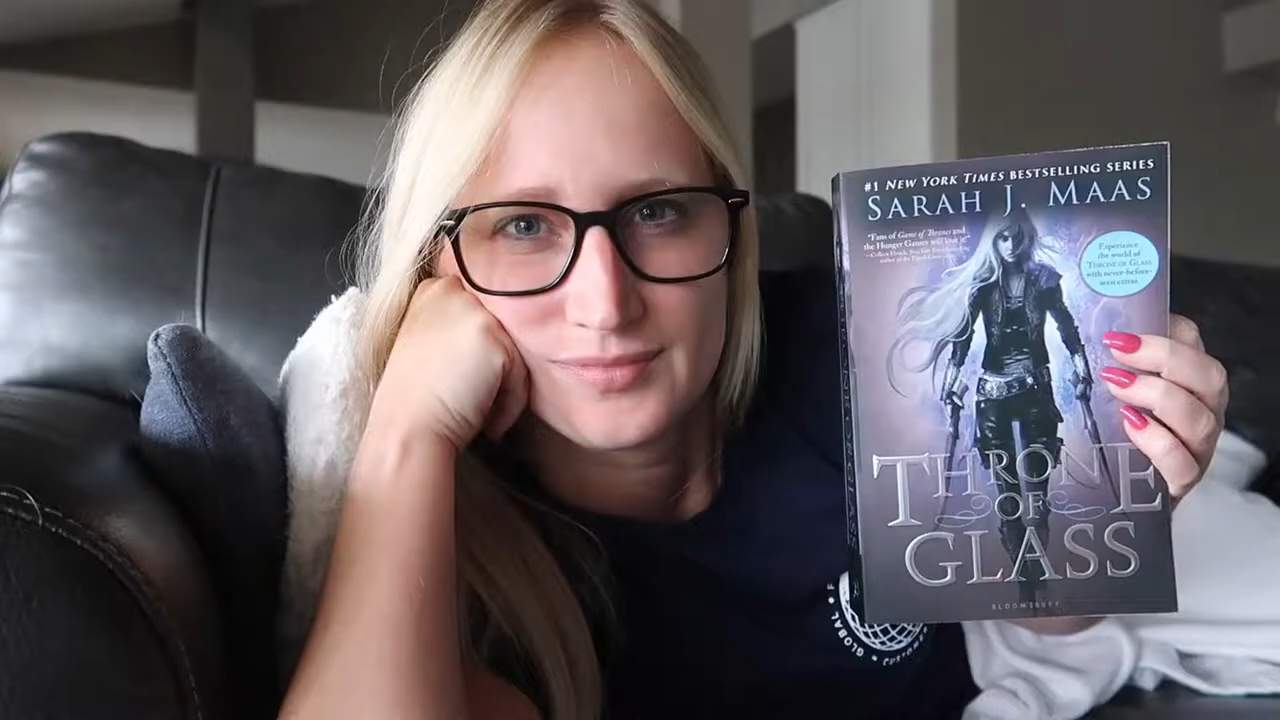 #1 NEW YORK TIMES BESTSELLING SERIES
SARAH J. MAAS
"Fans of Game of Thrones and
the Hunger Games will love it!"
Experience
the world of
THRONE OF GLASS
with never-before-
seen extras
THRONE
OF
GLASS
BLOOMSBURY
GLOBAL